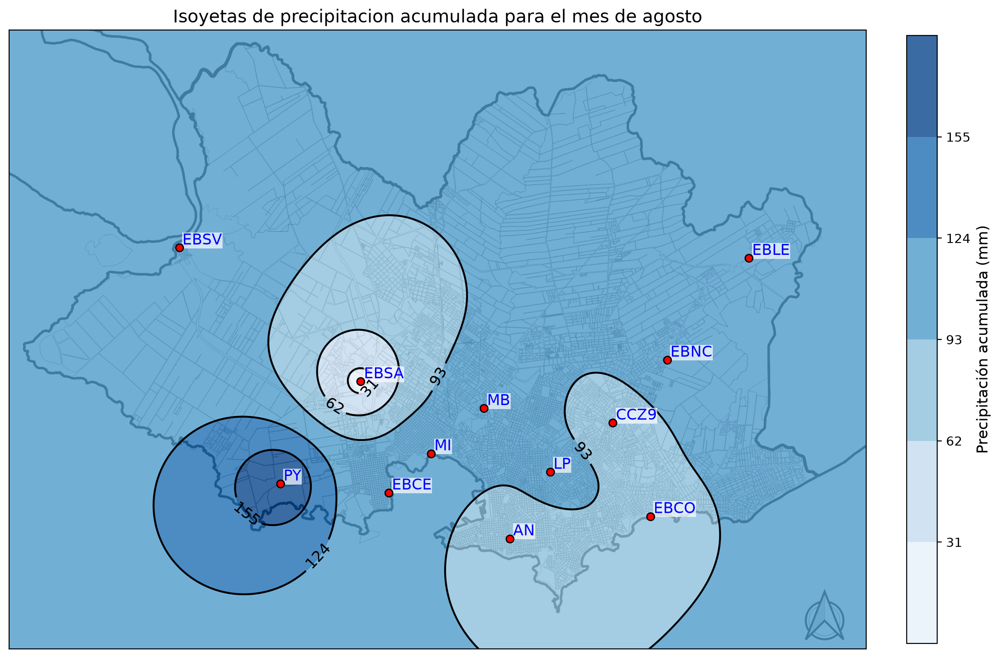 Isoyetas de precipitacion acumulada para el mes de agosto
EBSV
EBLE
EBNC
EBSA
31
93
62
MB
CCZ9
MI
93
LP
PY
EBCE
155
EBCO
AN
124
155
124
93
62
31
Precipitación acumulada (mm)